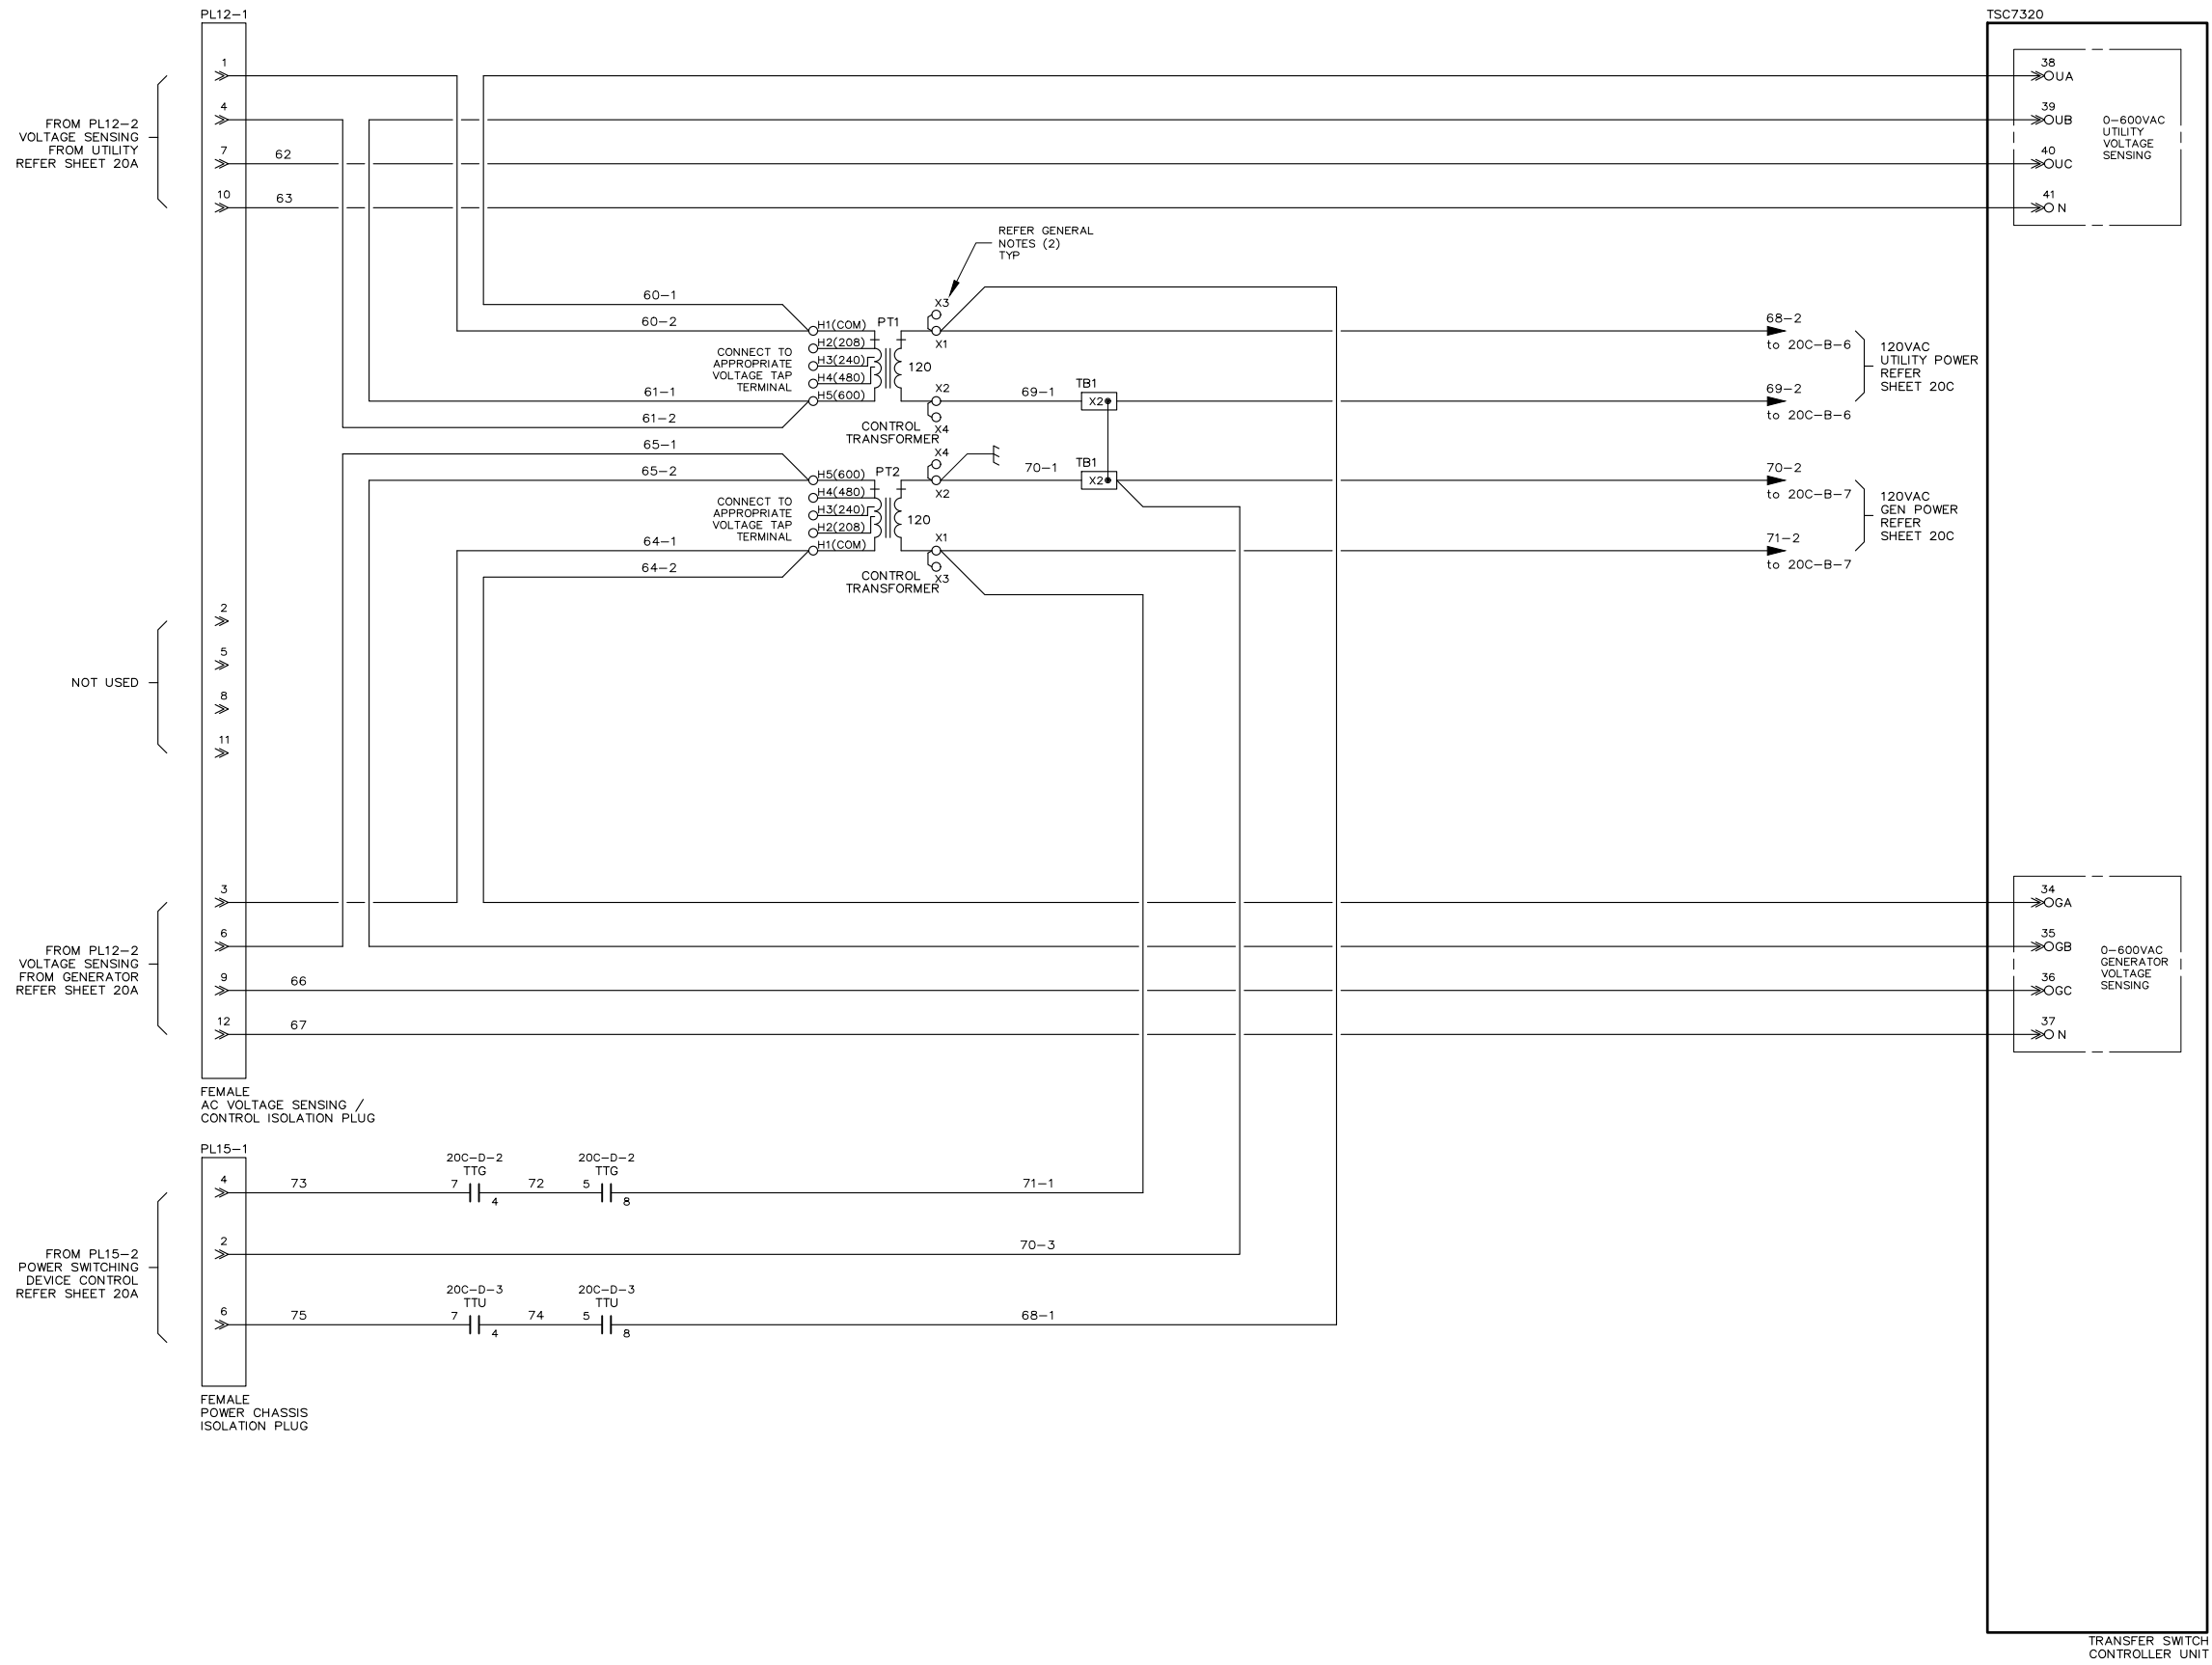 PL12-1
TSC7320
1
4
7
62
10
63
FROM PL12-2
VOLTAGE SENSING
FROM UTILITY
REFER SHEET 20A
38
UA
39
UB
40
UC
41
N
0-600VAC
UTILITY
VOLTAGE
SENSING
REFER GENERAL
NOTES (2)
TYP
60-1
60-2
CONNECT TO
APPROPRIATE
VOLTAGE TAP
TERMINAL
61-1
61-2
H1(COM)
H2(208)
H3(240)
H4(480)
H5(600)
PT1
120
X3
X1
X2
X4
CONTROL
TRANSFORMER
69-1
TB1
X2
68-2
to 20C-B-6
69-2
to 20C-B-6
120VAC
UTILITY POWER
REFER
SHEET 20C
65-1
65-2
CONNECT TO
APPROPRIATE
VOLTAGE TAP
TERMINAL
64-1
64-2
H5(600)
H4(480)
H3(240)
H2(208)
H1(COM)
PT2
120
X4
X2
X1
X3
CONTROL
TRANSFORMER
70-1
TB1
X2
70-2
to 20C-B-7
71-2
to 20C-B-7
120VAC
GEN POWER
REFER
SHEET 20C
NOT USED
2
5
8
11
FROM PL12-2
VOLTAGE SENSING
FROM GENERATOR
REFER SHEET 20A
3
6
9
66
12
67
34
GA
35
GB
36
GC
37
N
0-600VAC
GENERATOR
VOLTAGE
SENSING
FEMALE
AC VOLTAGE SENSING /
CONTROL ISOLATION PLUG
PL15-1
FROM PL15-2
POWER SWITCHING
DEVICE CONTROL
REFER SHEET 20A
4
73
20C-D-2
TTG
7
4
72
20C-D-2
TTG
5
8
71-1
2
70-3
6
75
20C-D-3
TTU
7
4
74
20C-D-3
TTU
5
8
68-1
FEMALE
POWER CHASSIS
ISOLATION PLUG
TRANSFER SWITCH
CONTROLLER UNIT